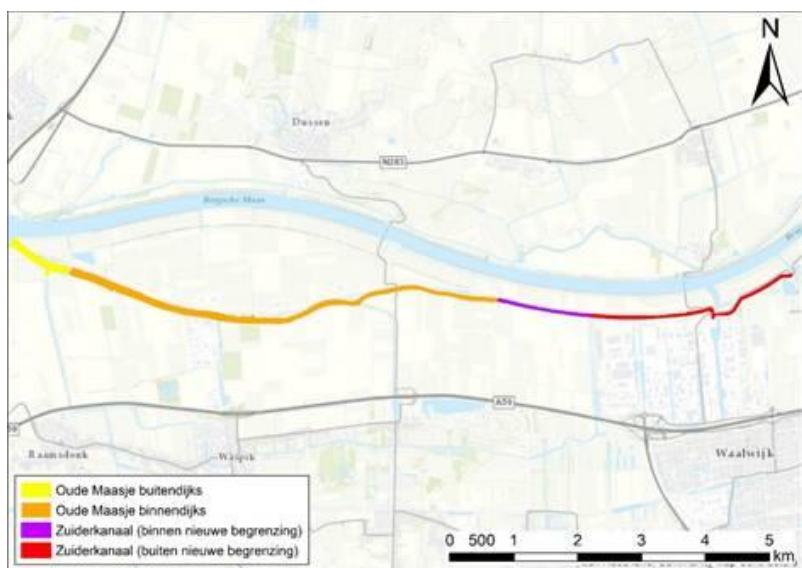 N
Dussen
N283
Bergsche Maas
A59
Raamsdonk
Waspik
Waalwijk
Oude Maasje buitendijks
Oude Maasje binnendijks
Zuiderkanaal (binnen nieuwe begrenzing)
Zuiderkanaal (buiten nieuwe begrenzing)
0 500 1 2 3 4 5
km